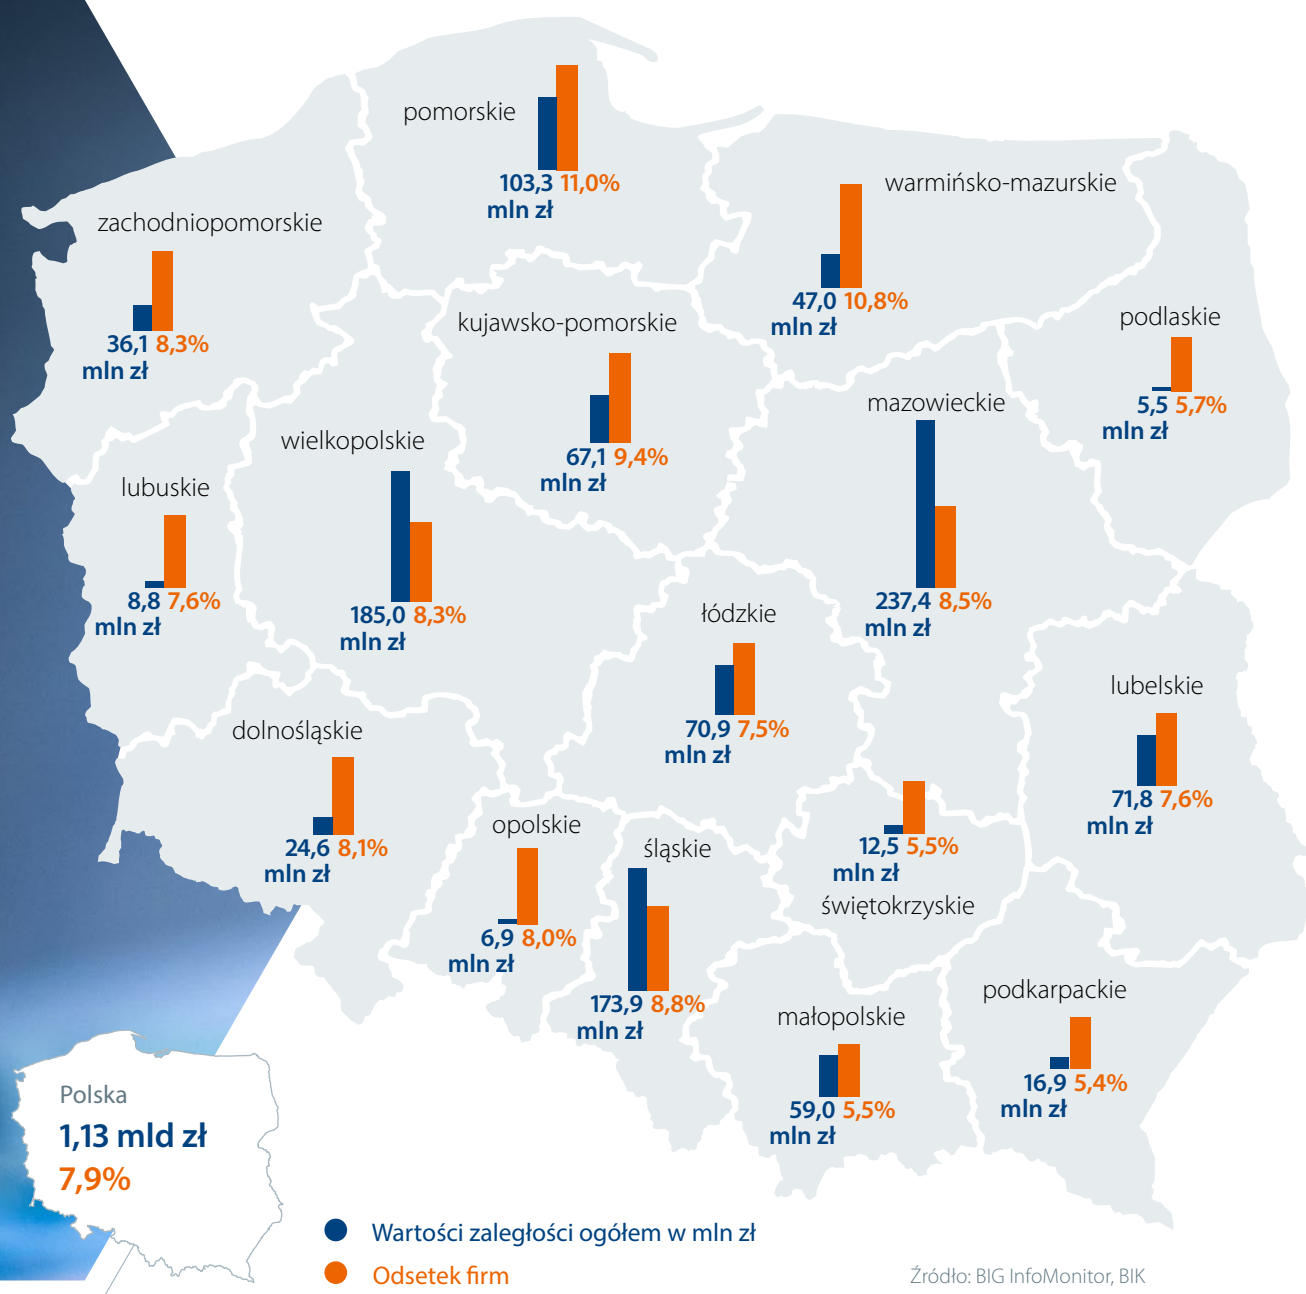 pomorskie
103,3 11,0%
mln zł
warmińsko-mazurskie
47,0 10,8%
mln zł
zachodniopomorskie
36,1 8,3%
mln zł
kujawsko-pomorskie
67,1 9,4%
mln zł
podlaskie
5,5 5,7%
mln zł
mazowieckie
237,4 8,5%
mln zł
wielkopolskie
185,0 8,3%
mln zł
lubuskie
8,8 7,6%
mln zł
łódzkie
70,9 7,5%
mln zł
lubelskie
71,8 7,6%
mln zł
dolnośląskie
24,6 8,1%
mln zł
opolskie
6,9 8,0%
mln zł
śląskie
173,9 8,8%
mln zł
12,5 5,5%
mln zł
świętokrzyskie
małopolskie
59,0 5,5%
mln zł
podkarpackie
16,9 5,4%
mln zł
Polska
1,13 mld zł
7,9%
Wartości zaległości ogółem w mln zł
Odsetek firm
Źródło: BIG InfoMonitor, BIK